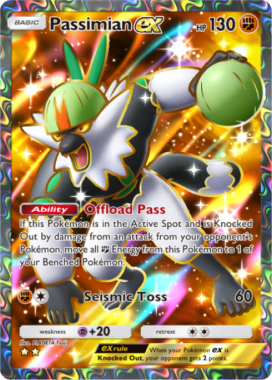 BASIC
Passimian ex
HP 130
Ability Offload Pass
If this Pokémon is in the Active Spot and is Knocked
Out by damage from an attack from your opponent's
Pokémon, move all Energy from this Pokémon to 1 of
your Benched Pokémon.
Seismic Toss 60
weakness +20 retreat
Illus.
ex rule When your Pokémon ex is
Knocked Out, your opponent gets 2 points.